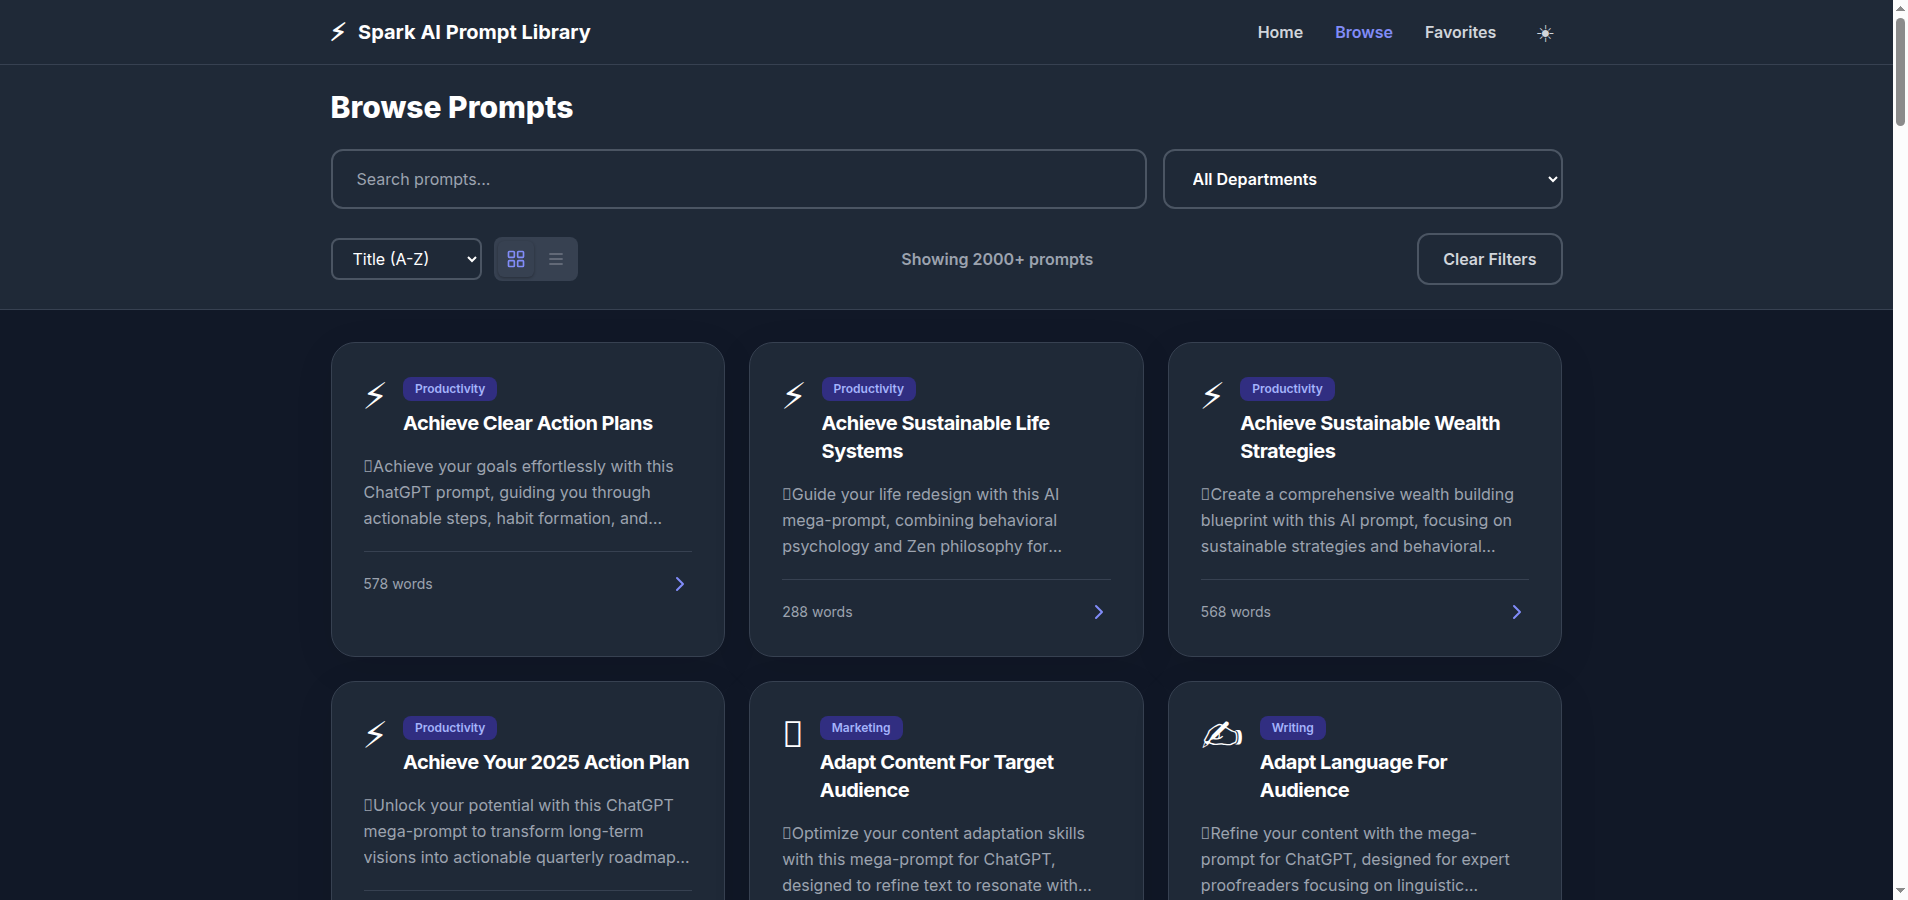 Spark AI Prompt Library
Home
Browse
Favorites
Browse Prompts
Search prompts...
All Departments
Title (A-Z)
Showing 2000+ prompts
Clear Filters
Productivity
Achieve Clear Action Plans
Achieve your goals effortlessly with this
ChatGPT prompt, guiding you through
actionable steps, habit formation, and...
578 words
Productivity
Achieve Sustainable Life
Systems
Guide your life redesign with this AI
mega-prompt, combining behavioral
psychology and Zen philosophy for...
288 words
Productivity
Achieve Sustainable Wealth
Strategies
Create a comprehensive wealth building
blueprint with this AI prompt, focusing on
sustainable strategies and behavioral...
568 words
Productivity
Achieve Your 2025 Action Plan
Unlock your potential with this ChatGPT
mega-prompt to transform long-term
visions into actionable quarterly roadmap...
Marketing
Adapt Content For Target
Audience
Optimize your content adaptation skills
with this mega-prompt for ChatGPT,
designed to refine text to resonate with...
Writing
Adapt Language For
Audience
Refine your content with the mega-
prompt for ChatGPT, designed for expert
proofreaders focusing on linguistic...